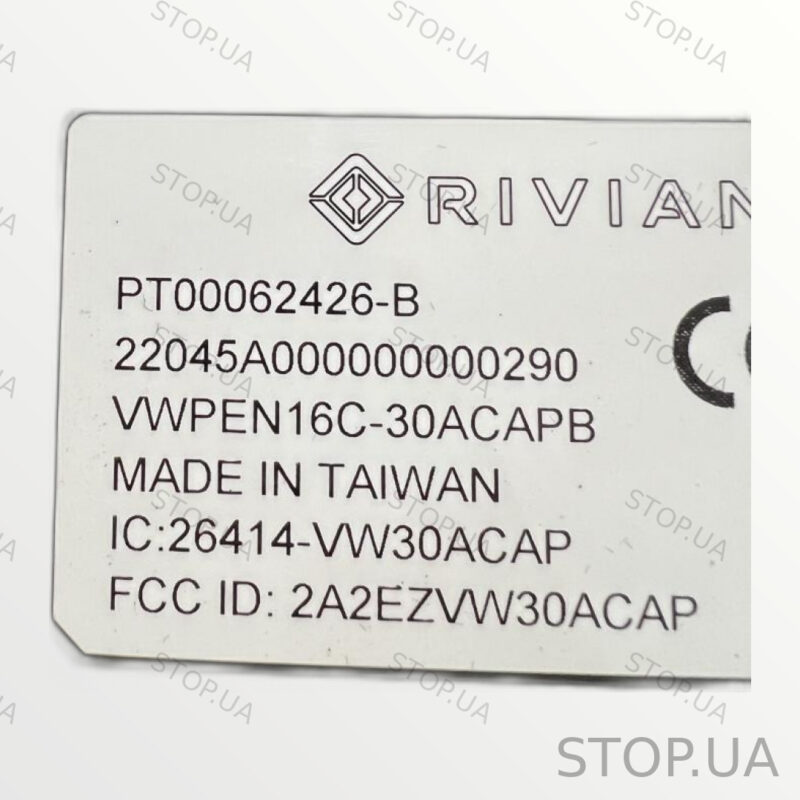 RIVIAN
PT00062426-B
22045A000000000290
VWPEN16C-30ACAPB
MADE IN TAIWAN
IC:26414-VW30ACAP
FCC ID: 2A2EZVW30ACAP
STOP.UA